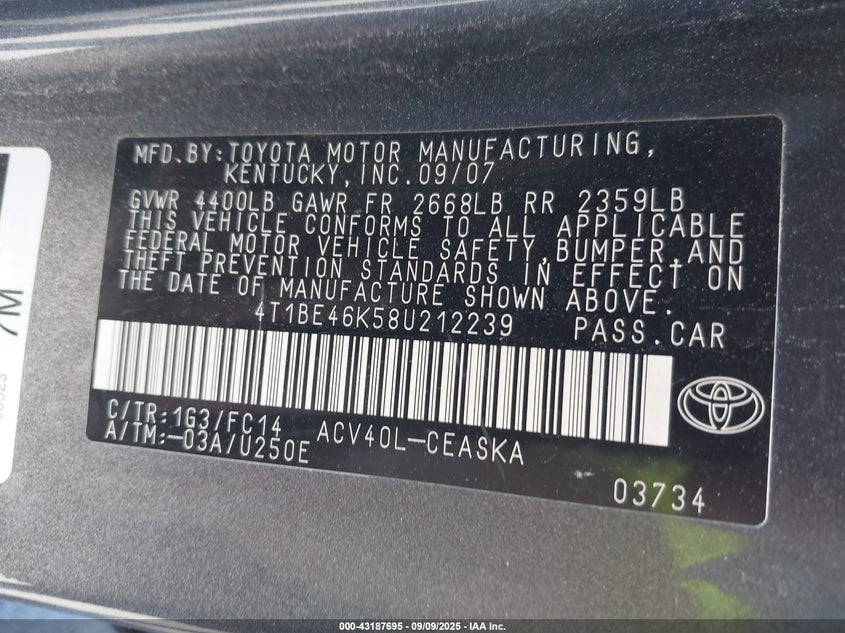 MFD.BY:TOYOTA MOTOR MANUFACTURING,
KENTUCKY,INC.09/07
GVWR 4400LB GAWR FR 2668LB RR 2359LB
THIS VEHICLE CONFORMS TO ALL APPLICABLE
FEDERAL MOTOR VEHICLE SAFETY,BUMPER,AND
THEFT PREVENTION STANDARDS IN EFFECT ON
THE DATE OF MANUFACTURE SHOWN ABOVE.
4T1BE46K58U212239 PASS.CAR
C/TR:1G3/FC14
A/TM:-03A/U250E
ACV40L-CEASKA
03734
7M
000-43187695 - 09/09/2025 - IAA Inc.